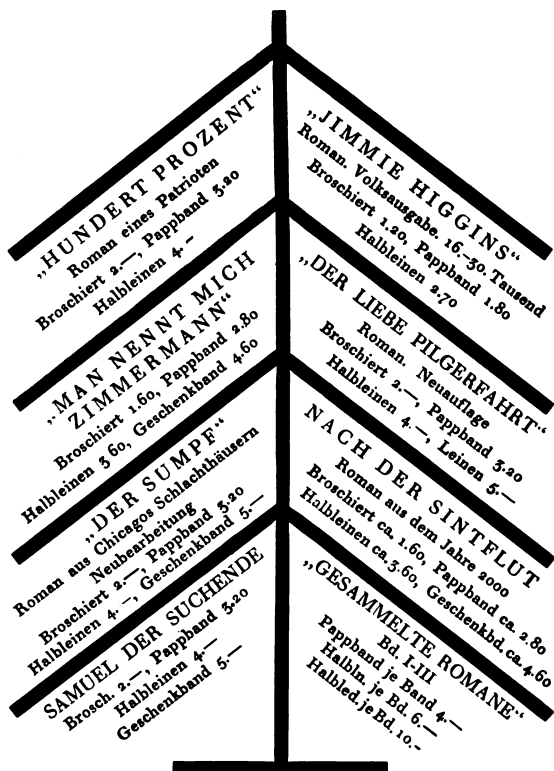 „HUNDERT PROZENT“
Roman eines Patrioten
Broschiert 2.—, Pappband 3.20
Halbleinen 4.—
„JIMMIE HIGGINS“
Roman. Volksausgabe. 16.–30. Tausend
Broschiert 1.20, Pappband 1.80
Halbleinen 2.70
„MAN NENNT MICH
ZIMMERMANN“
Broschiert 1.60, Pappband 2.80
Halbleinen 3.60, Geschenkband 4.60
„DER LIEBE PILGERFAHRT“
Roman. Neuauflage
Broschiert 2.—, Pappband 3.20
Halbleinen 4.—, Leinen 5.—
„DER SUMPF“
Roman aus Chicagos Schlachthäusern
Neubearbeitung
Broschiert 2.—, Pappband 3.20
Halbleinen 4.—, Geschenkband 5.—
NACH DER SINTFLUT
Roman aus dem Jahre 2000
Broschiert ca. 1.60, Pappband ca. 2.80
Halbleinen ca. 3.60, Geschenkbd. ca. 4.60
SAMUEL DER SUCHENDE
Brosch. 2.—, Pappband 3.20
Halbleinen 4.—
Geschenkband 5.—
„GESAMMELTE ROMANE“
Bd. I-III
Pappband je Band 4.—
Halbln. je Bd. 6.—
Halbled. je Bd. 10.-